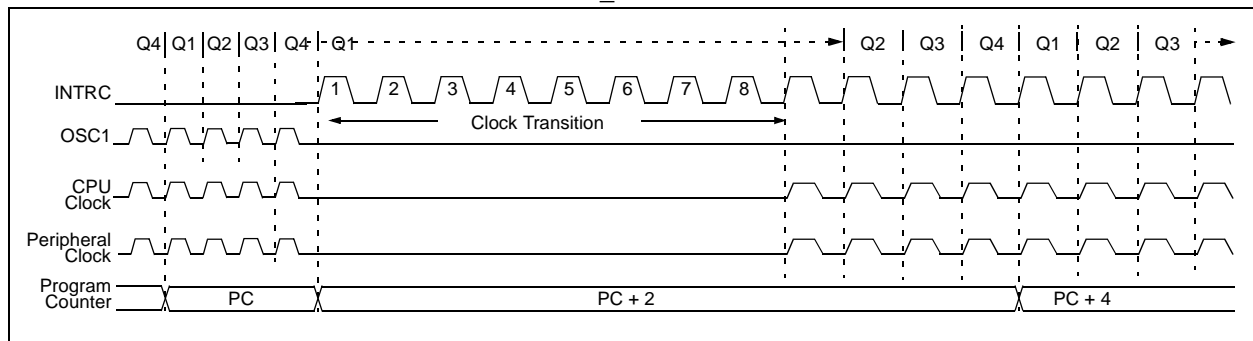 Q4 Q1 Q2 Q3 Q4 Q1 Q2 Q3 Q4 Q1 Q2 Q3
INTRC
1 2 3 4 5 6 7 8
Clock Transition
OSC1
CPU
Clock
Peripheral
Clock
Program
Counter
PC PC + 2 PC + 4